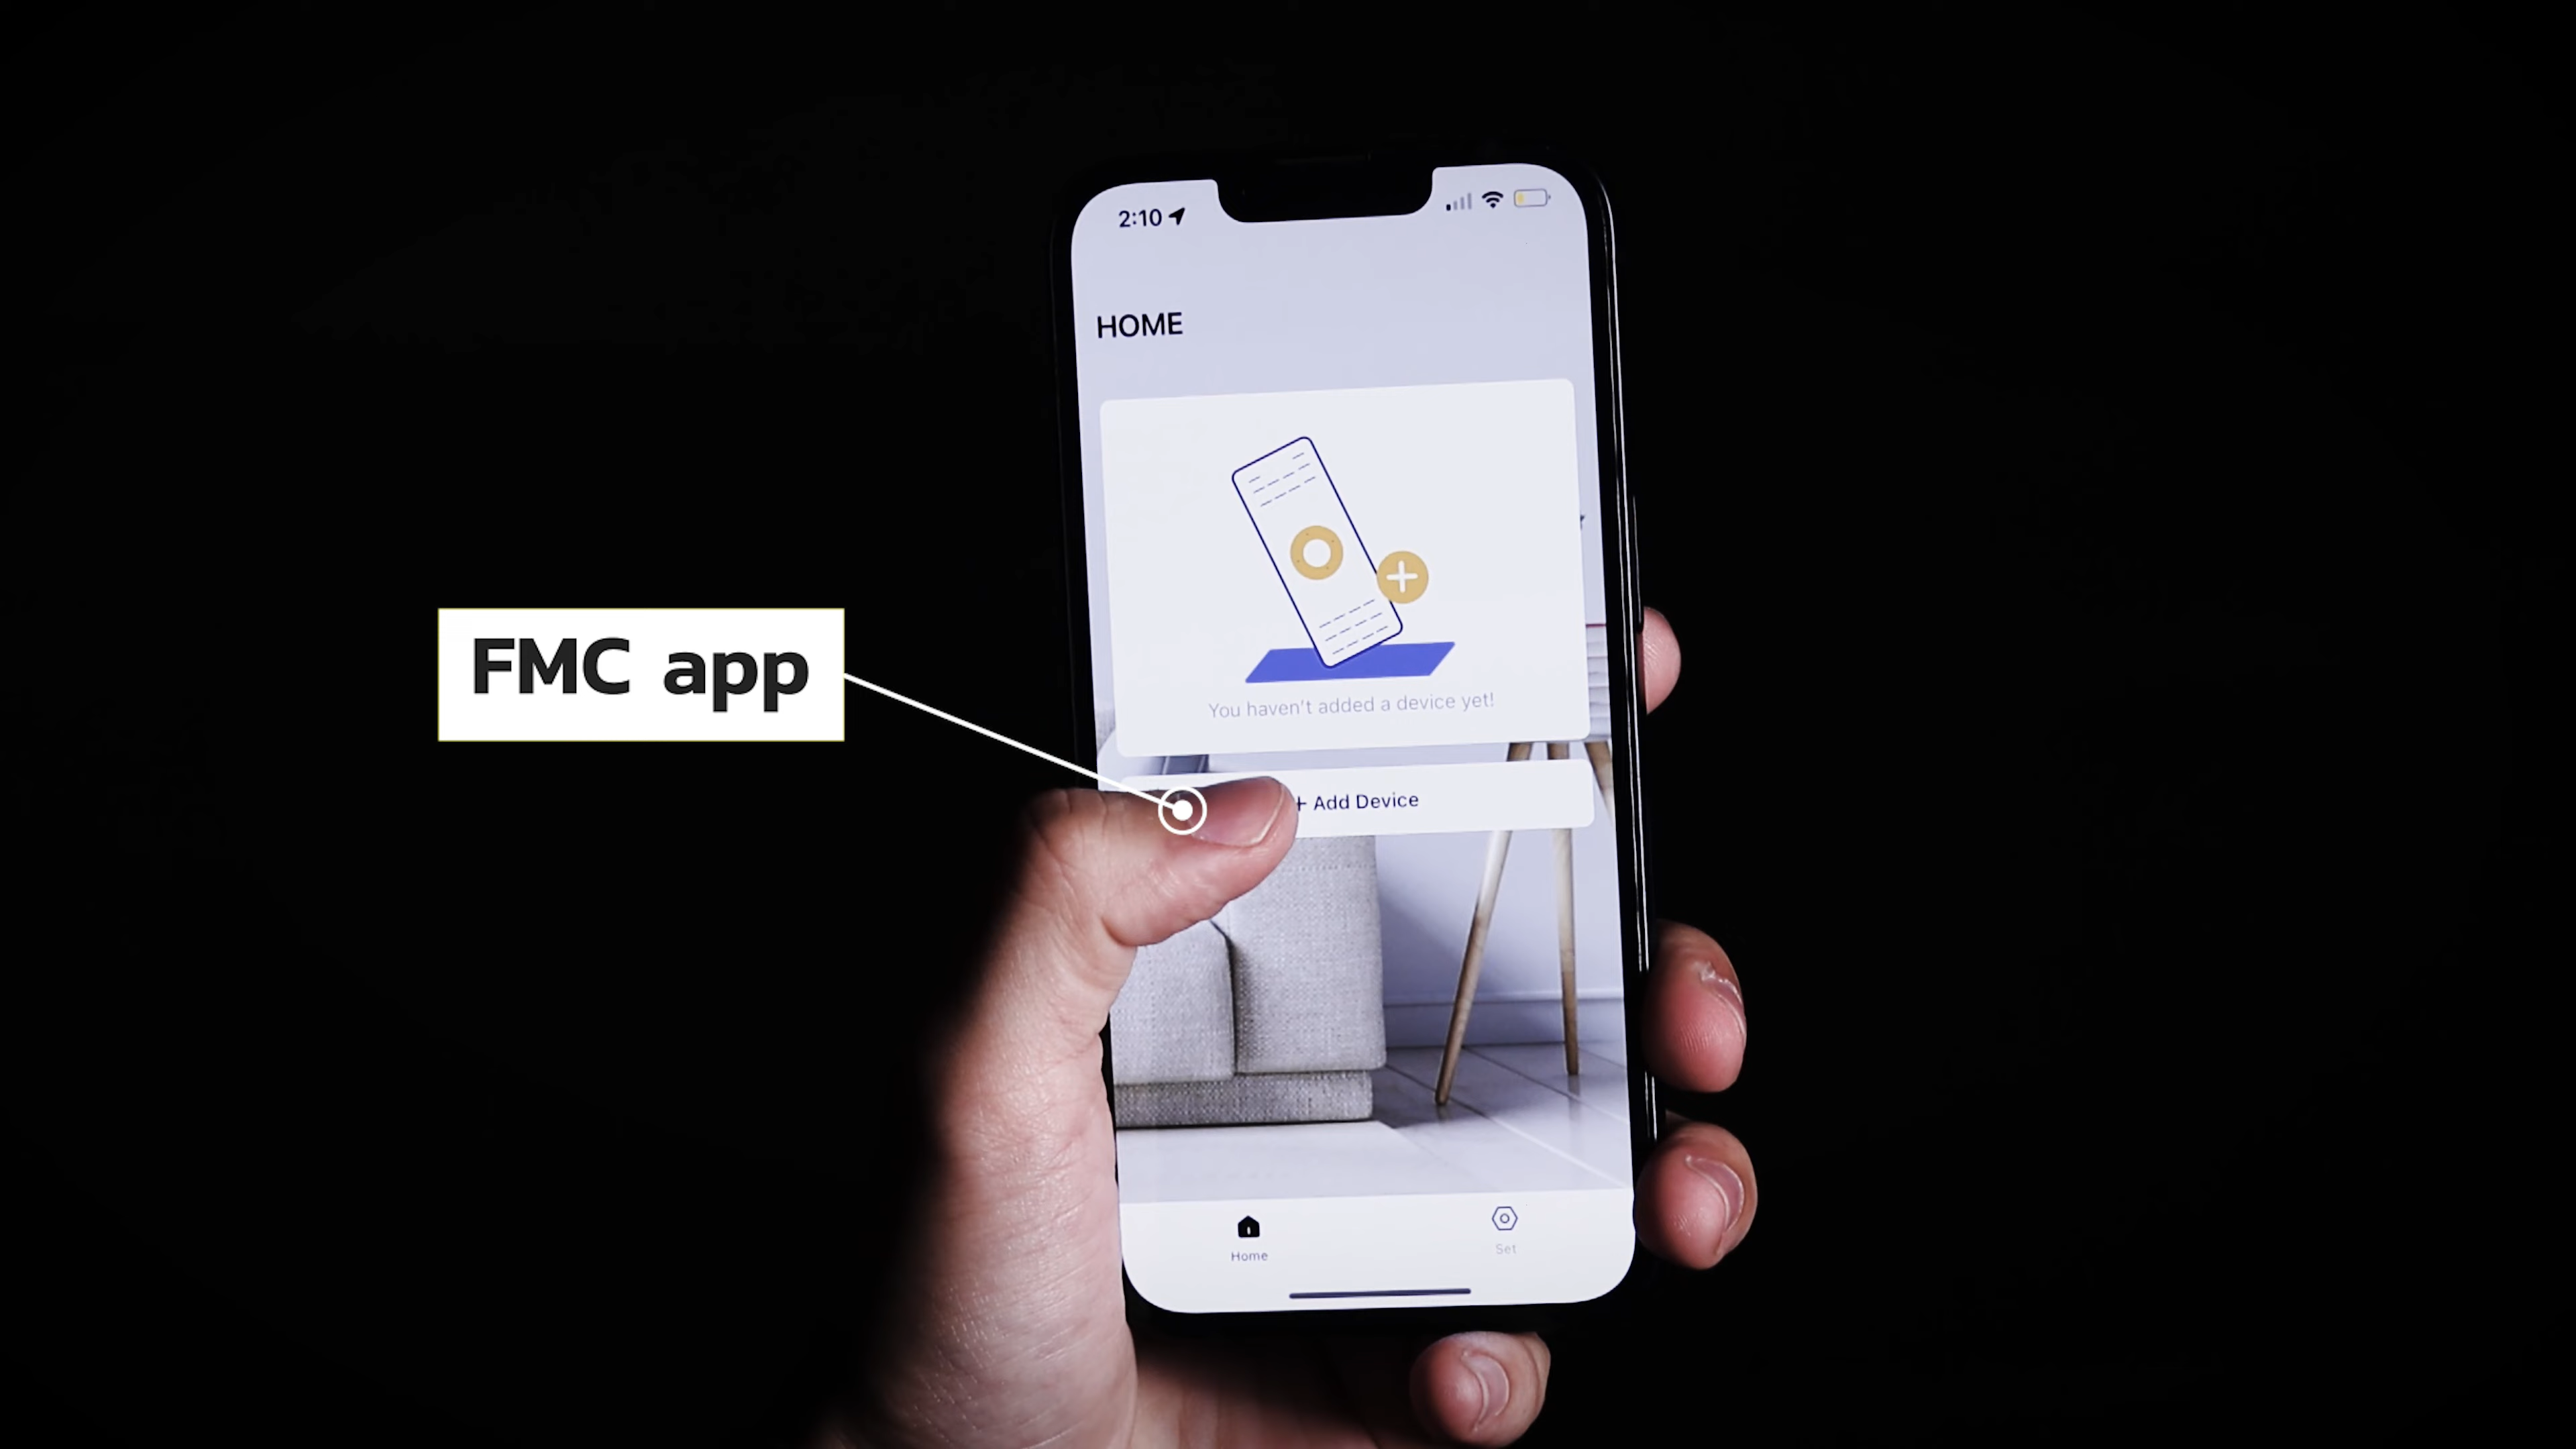 2:10
HOME
FMC app
You haven't added a device yet!
+ Add Device
Home
Set